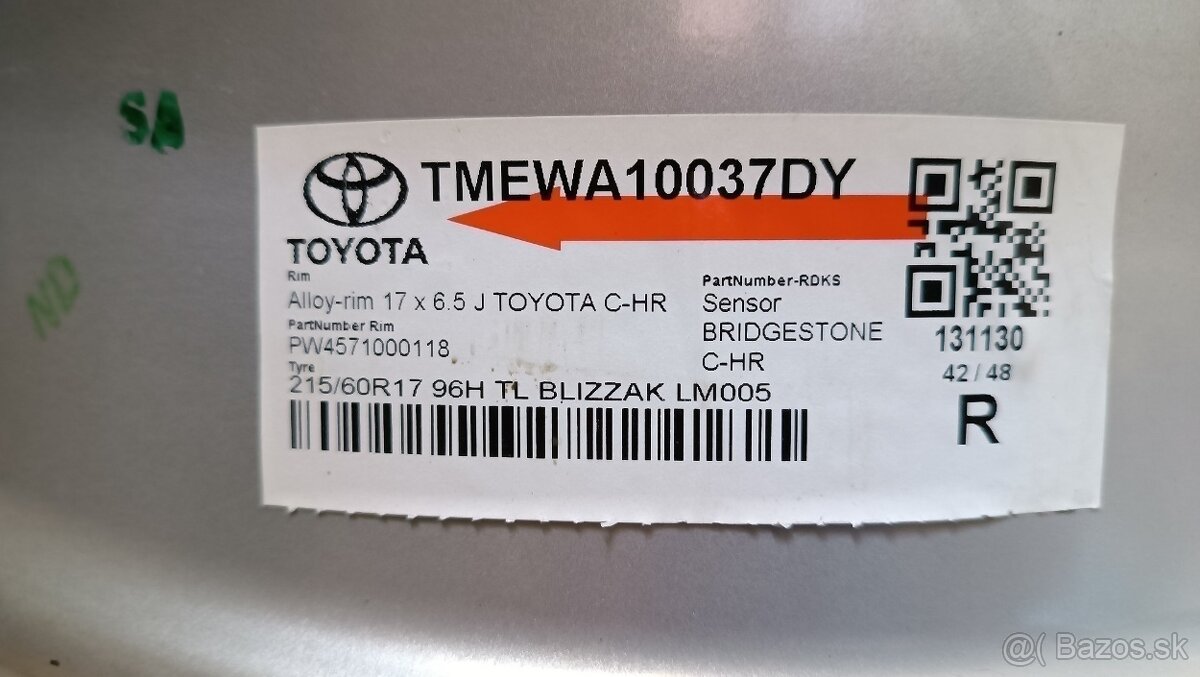 SA
ND
TMEWA10037DY
TOYOTA
Rim
Alloy-rim 17 x 6.5 J TOYOTA C-HR
PartNumber Rim
PW4571000118
Tyre
215/60R17 96H TL BLIZZAK LM005
PartNumber-RDKS
Sensor
BRIDGESTONE
C-HR
131130
42 / 48
R
@( Bazos.sk